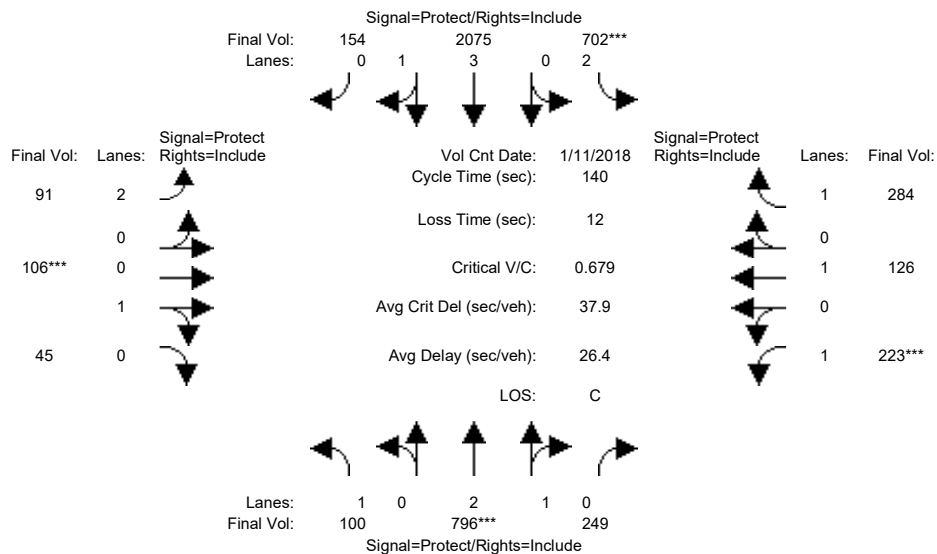 Signal=Protect/Rights=Include
Final Vol: 154 2075 702***
Lanes: 0 1 3 0 2
Signal=Protect
Final Vol: Lanes: Rights=Include
Vol Cnt Date: 1/11/2018
Signal=Protect
Rights=Include Lanes: Final Vol:
Cycle Time (sec): 140
91 2
1 284
Loss Time (sec): 12
0
0
106*** 0
Critical V/C: 0.679
1 126
1
Avg Crit Del (sec/veh): 37.9
0
45 0
Avg Delay (sec/veh): 26.4
1 223***
LOS: C
Lanes: 1 0 2 1 0
Final Vol: 100 796*** 249
Signal=Protect/Rights=Include